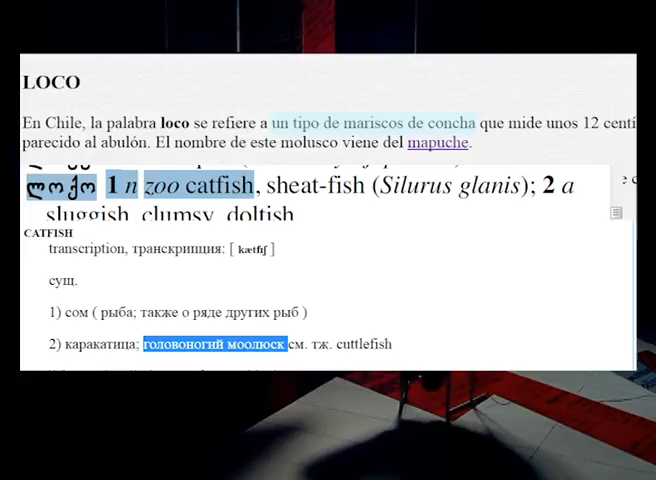 LOCO
En Chile, la palabra loco se refiere a un tipo de mariscos de concha que mide unos 12 centí
parecido al abulón. El nombre de este molusco viene del mapuche.
ლოქო 1 n zoo catfish, sheat-fish (Silurus glanis); 2 a
sluggish, clumsy, doltish
CATFISH
transcription, транскрипция: [ kætfıʃ ]
сущ.
1) сом ( рыба; также о ряде других рыб )
2) каракатица; головоногий моолюск см. тж. cuttlefish